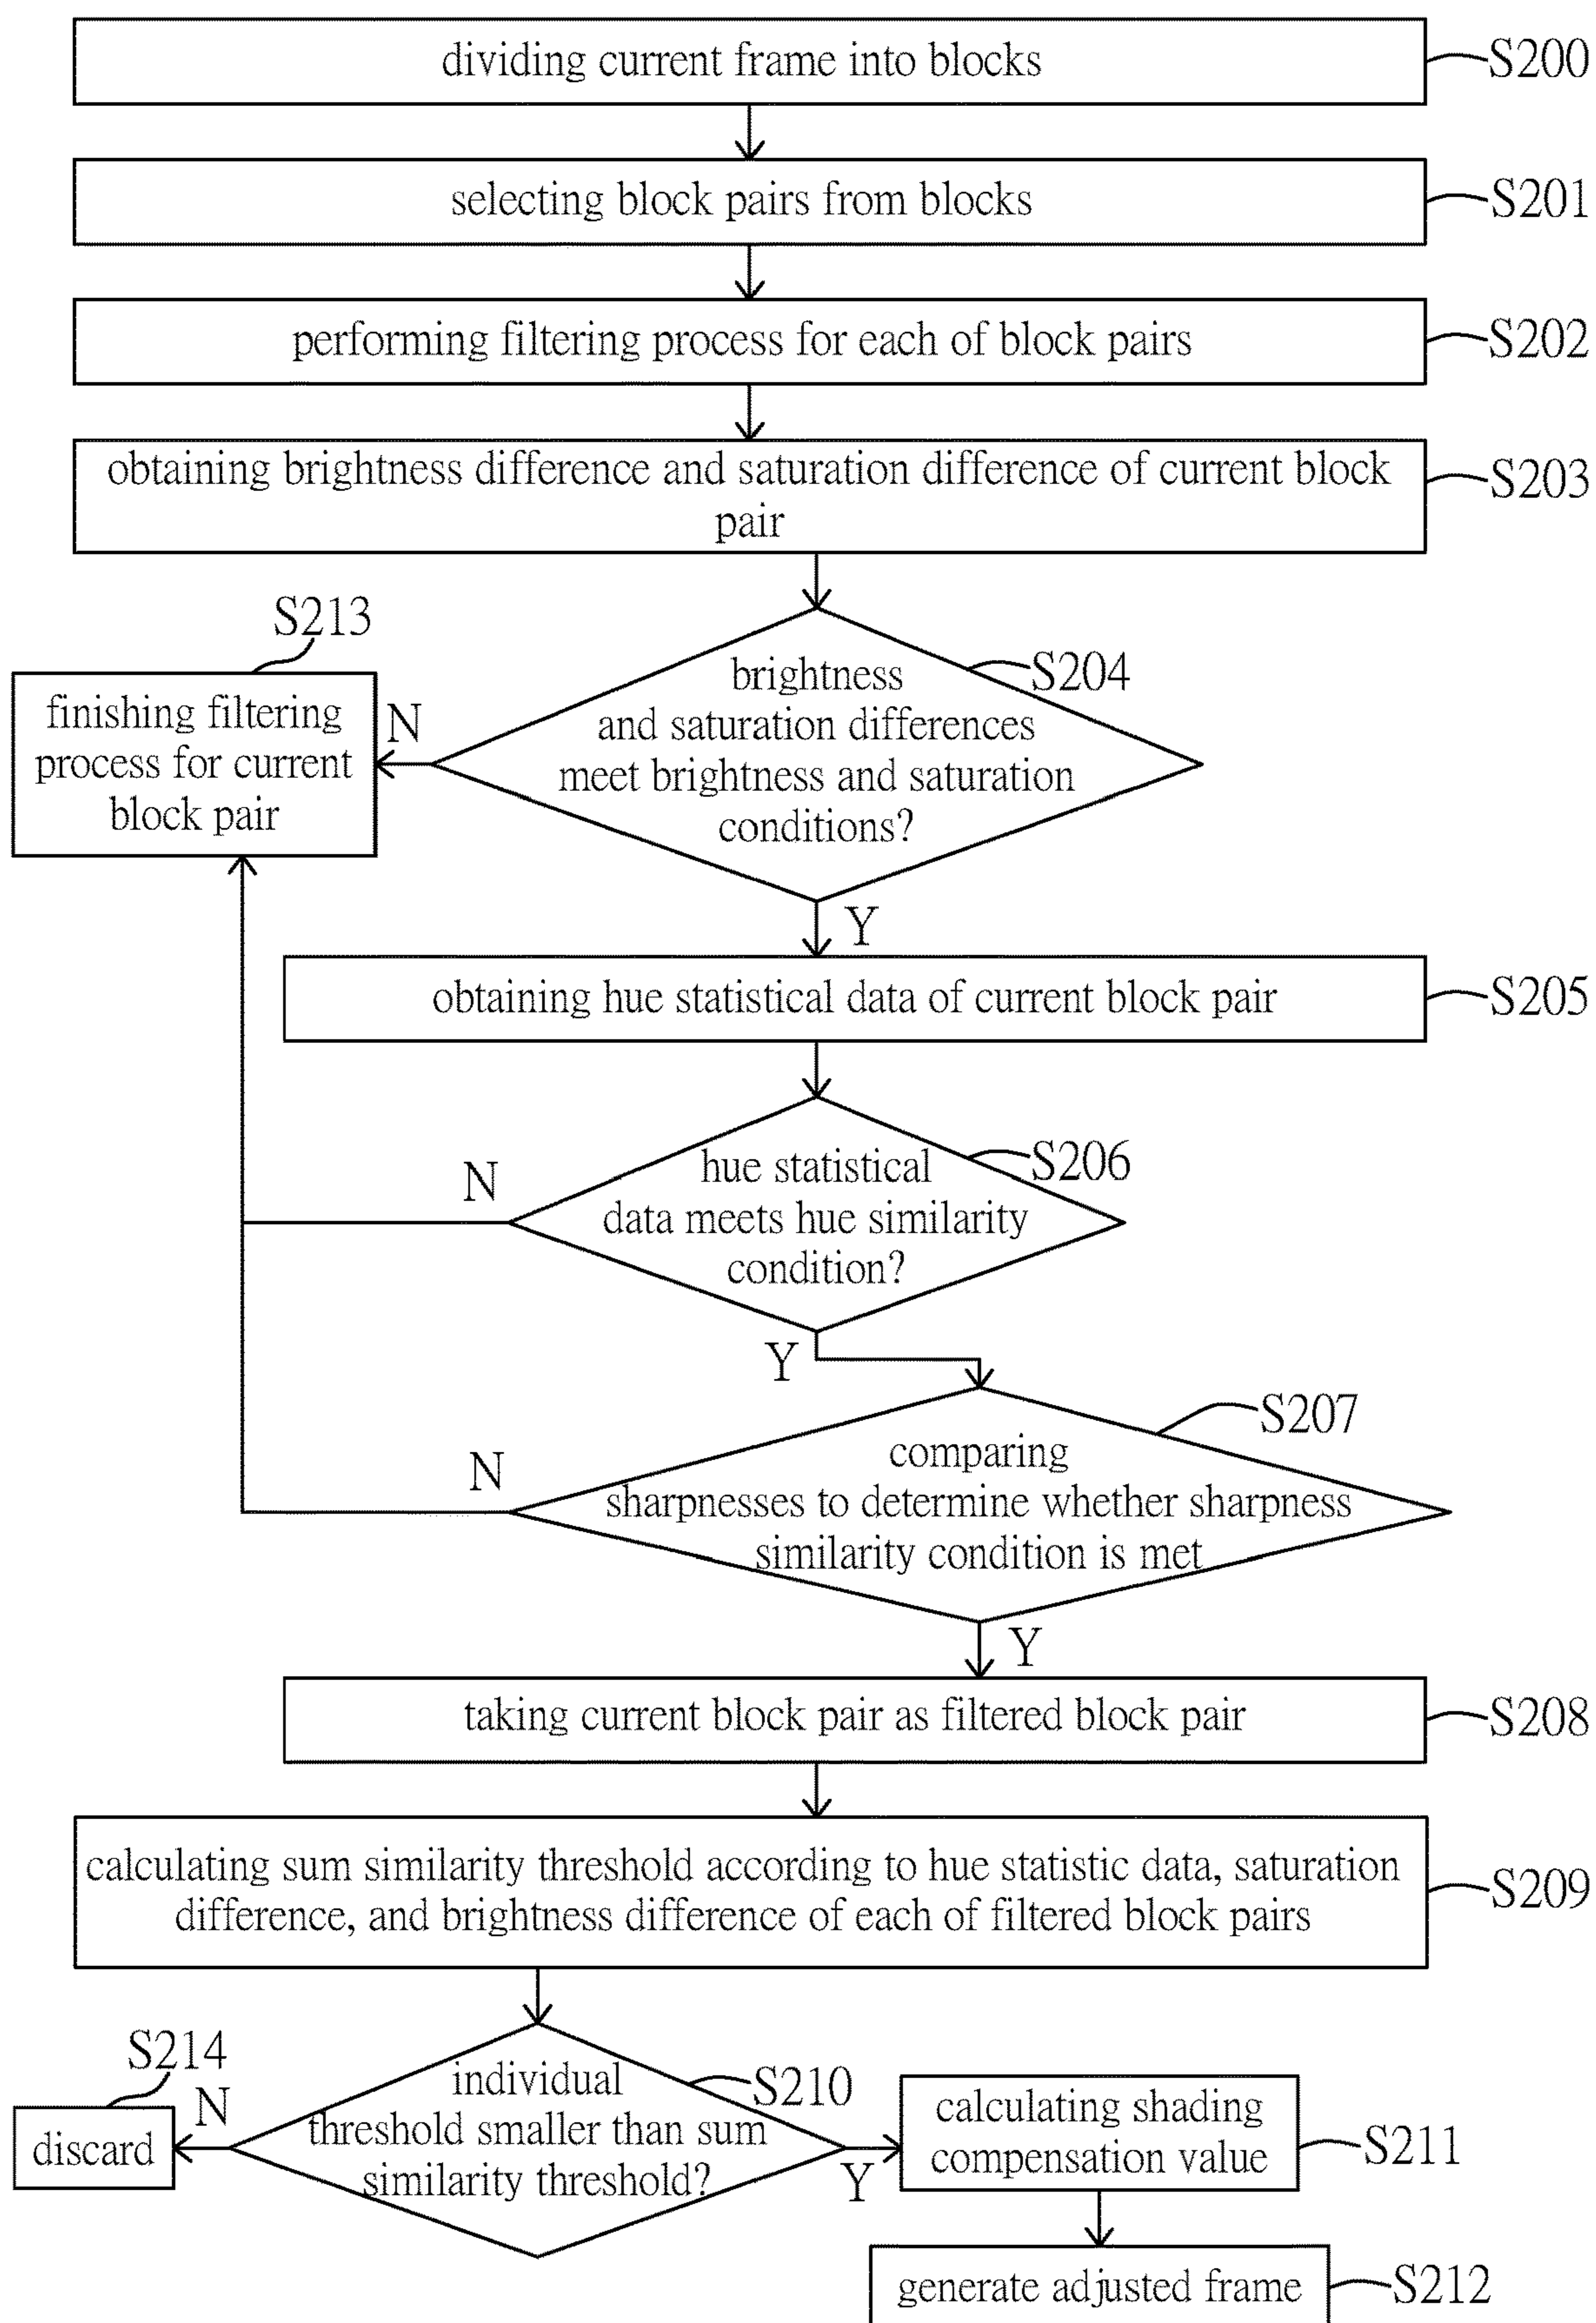 dividing current frame into blocks
S200
selecting block pairs from blocks
S201
performing filtering process for each of block pairs
S202
obtaining brightness difference and saturation difference of current block
pair
S203
S213
finishing filtering
process for current
block pair
N
brightness
and saturation differences
meet brightness and saturation
conditions?
S204
Y
obtaining hue statistical data of current block pair
S205
N
hue statistical
data meets hue similarity
condition?
S206
Y
N
comparing
sharpnesses to determine whether sharpness
similarity condition is met
S207
Y
taking current block pair as filtered block pair
S208
calculating sum similarity threshold according to hue statistic data, saturation
difference, and brightness difference of each of filtered block pairs
S209
S214
discard
N
individual
threshold smaller than sum
similarity threshold?
S210
Y
calculating shading
compensation value
S211
generate adjusted frame
S212